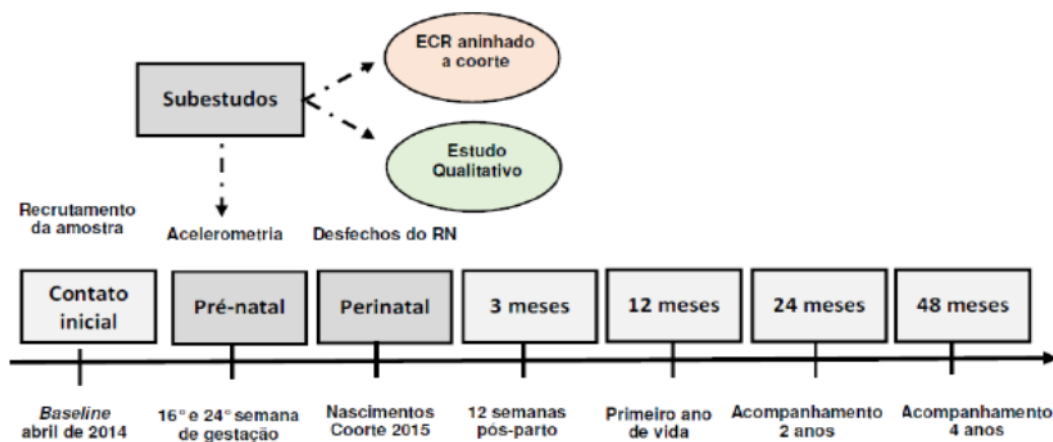 ECR aninhado
a coorte
Subestudos
Estudo
Qualitativo
Recrutamento
da amostra
Acelerometria
Desfechos do RN
Contato
inicial
Pré-natal
Perinatal
3 meses
12 meses
24 meses
48 meses
Baseline
abril de 2014
16° e 24° semana
de gestação
Nascimentos
Coorte 2015
12 semanas
pós-parto
Primeiro ano
de vida
Acompanhamento
2 anos
Acompanhamento
4 anos